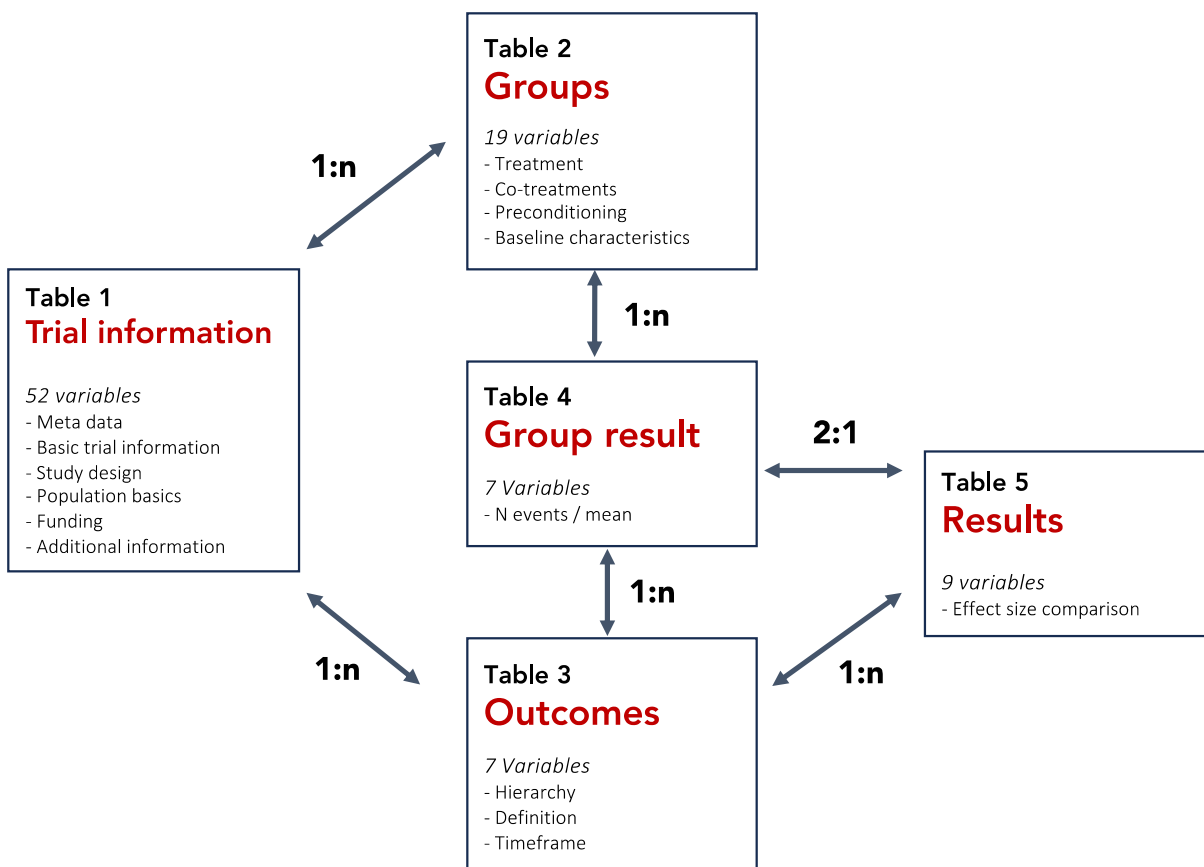 Table 2
Groups
19 variables
- Treatment
- Co-treatments
- Preconditioning
- Baseline characteristics
1:n
Table 1
Trial information
52 variables
- Meta data
- Basic trial information
- Study design
- Population basics
- Funding
- Additional information
1:n
Table 4
Group result
7 Variables
- N events / mean
2:1
Table 5
Results
9 variables
- Effect size comparison
1:n
1:n
1:n
Table 3
Outcomes
7 Variables
- Hierarchy
- Definition
- Timeframe